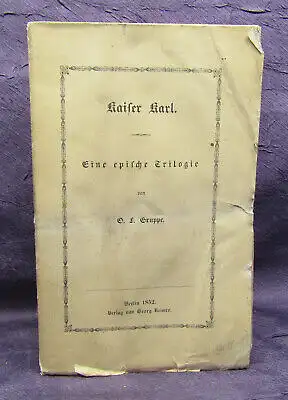 Kaiſer Karl.
Eine epiſche Trilogie
von
O. F. Gruppe.
Berlin 1852.
Verlag von Georg Reimer.